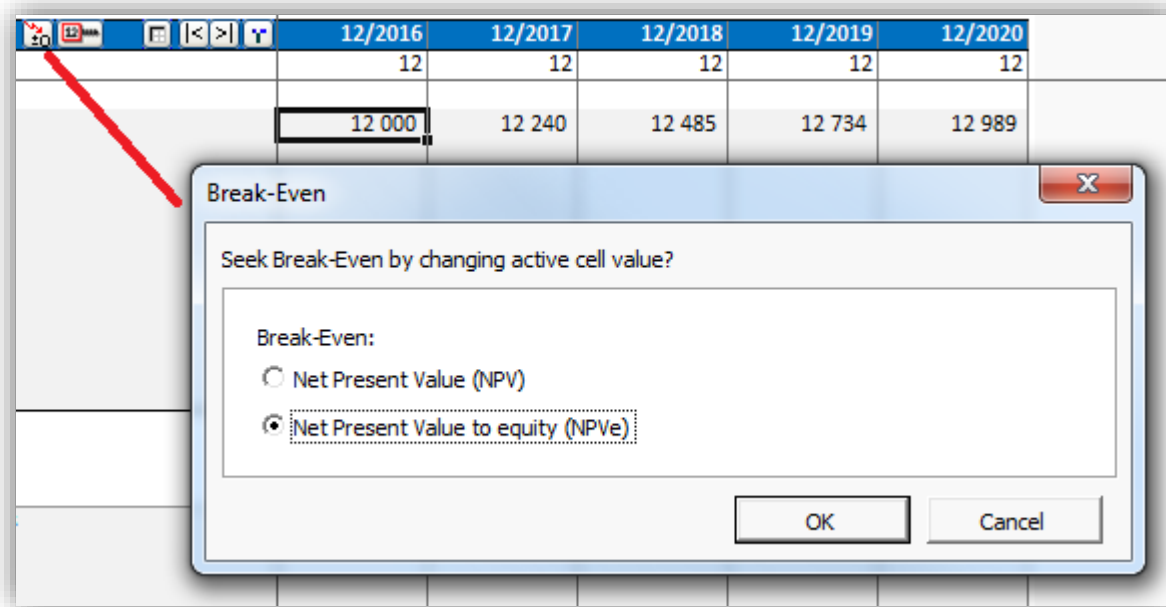 ±0 12 |< >| 12/2016 12/2017 12/2018 12/2019 12/2020
12 12 12 12 12
12 000 12 240 12 485 12 734 12 989
Break-Even
Seek Break-Even by changing active cell value?
Break-Even:
Net Present Value (NPV)
Net Present Value to equity (NPVe)
OK Cancel